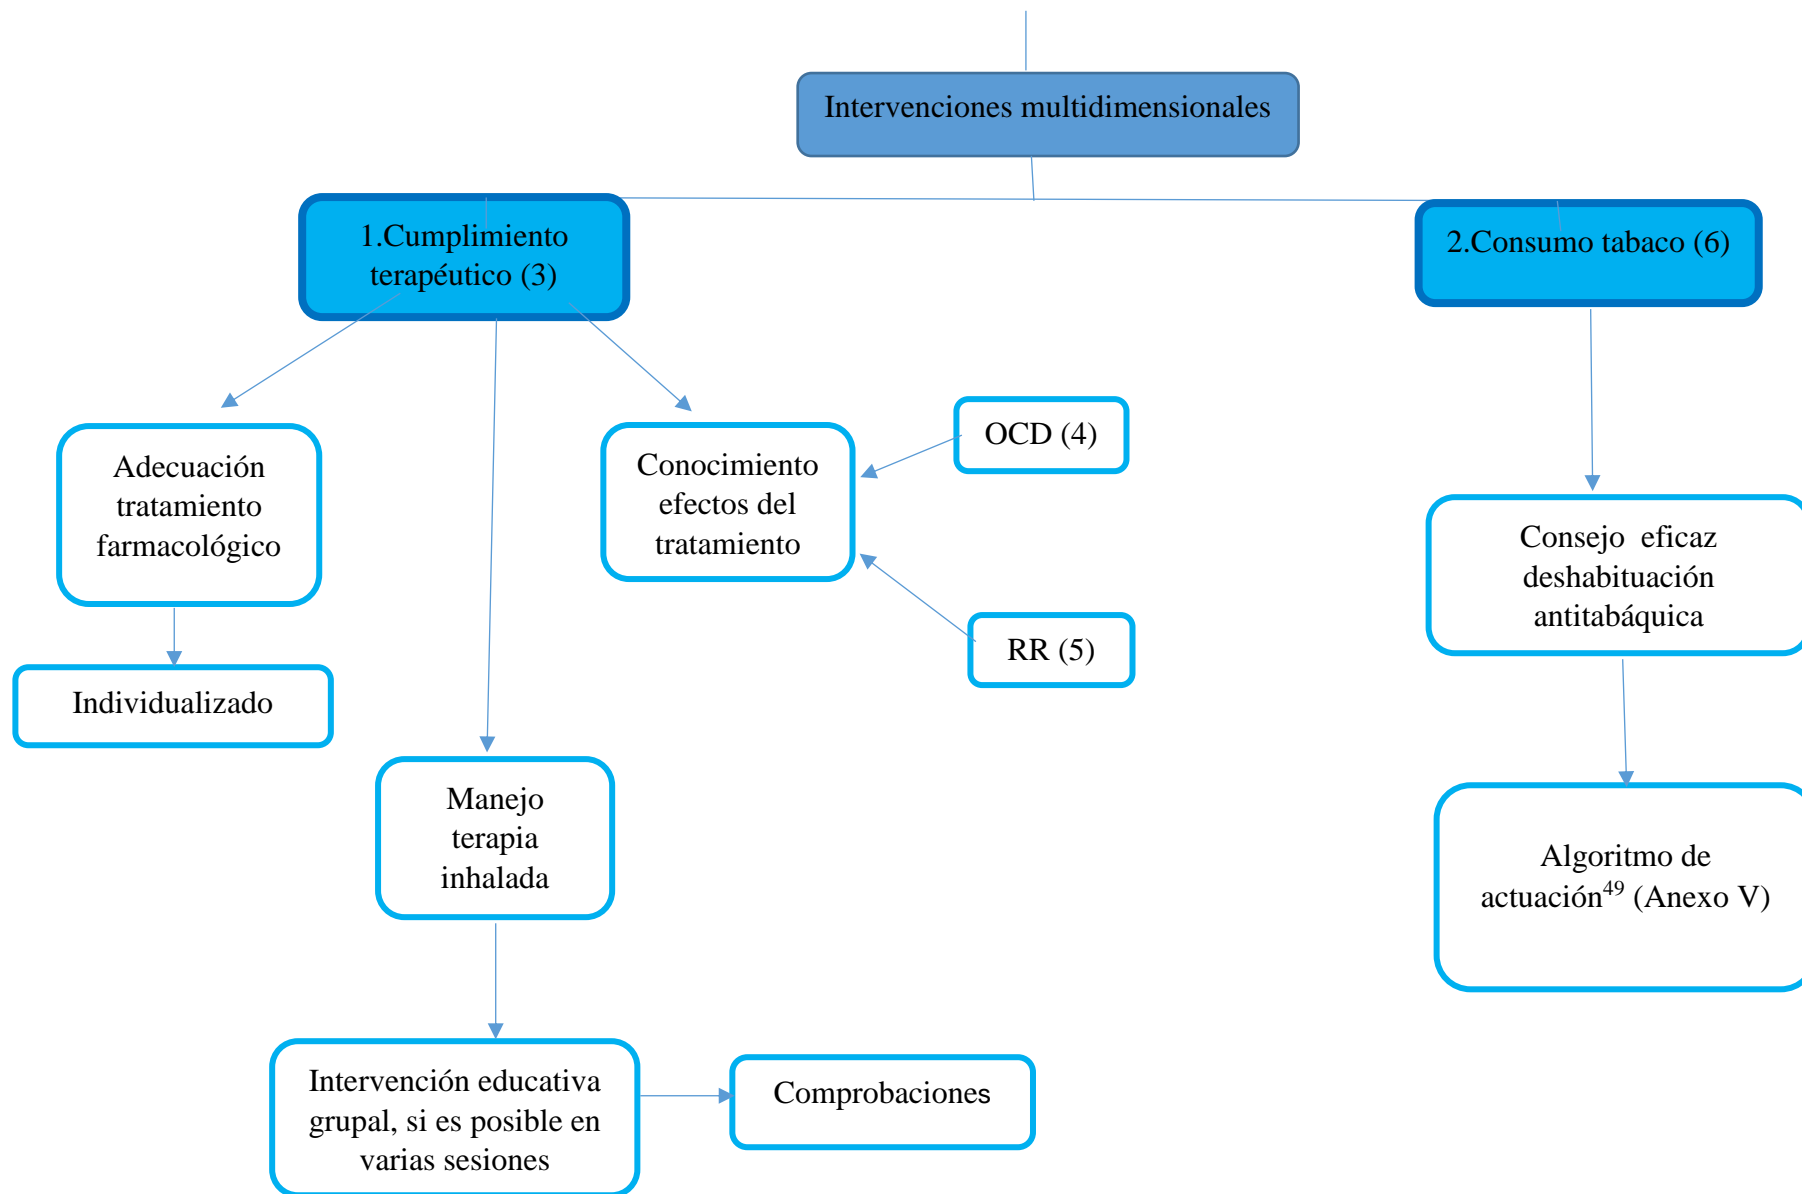 Intervenciones multidimensionales
1.Cumplimiento
terapéutico (3)
2.Consumo tabaco (6)
Adecuación
tratamiento
farmacológico
Individualizado
Conocimiento
efectos del
tratamiento
OCD (4)
RR (5)
Manejo
terapia
inhalada
Intervención educativa
grupal, si es posible en
varias sesiones
Comprobaciones
Consejo  eficaz
deshabituación
antitabáquica
Algoritmo de
actuación⁴⁹ (Anexo V)